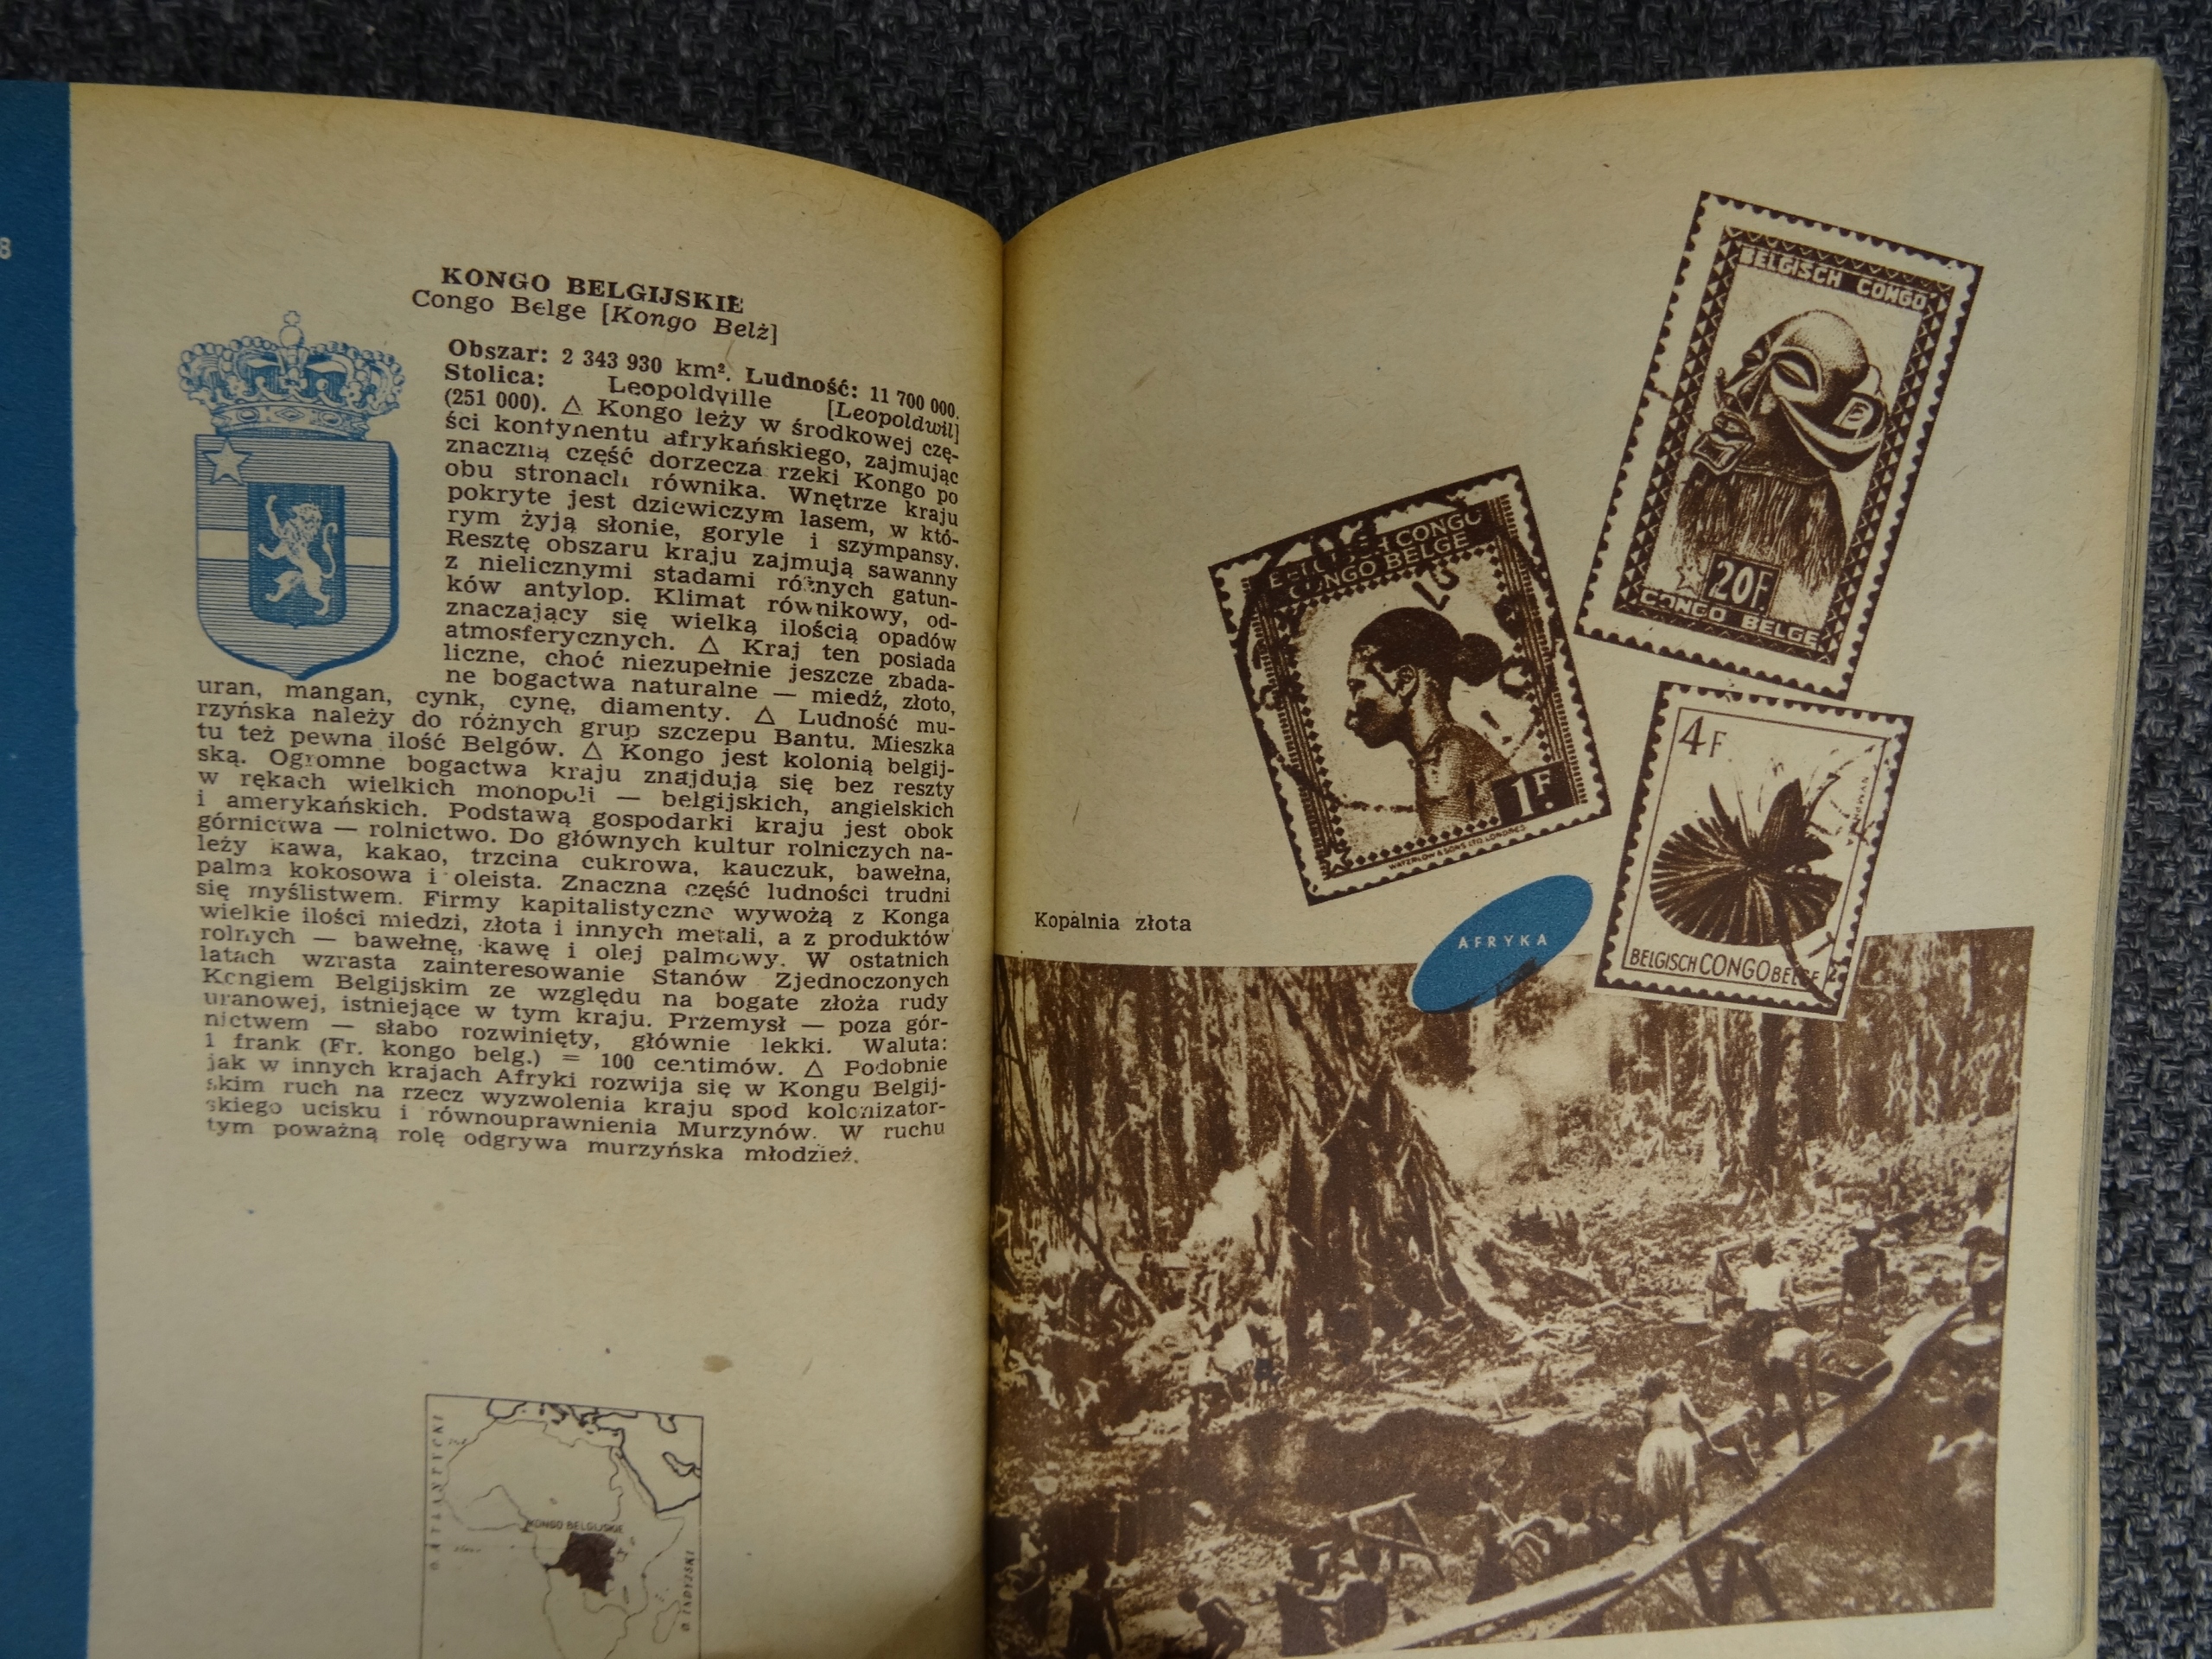 8
KONGO BELGIJSKIE
Congo Belge [Kongo Belż]
Obszar: 2 343 930 km². Ludność: 11 700 000.
Stolica: Leopoldville [Leopoldwil]
(251 000). △ Kongo leży w środkowej czę-
ści kontynentu afrykańskiego, zajmując
znaczną część dorzecza rzeki Kongo po
obu stronach równika. Wnętrze kraju
pokryte jest dziewiczym lasem, w któ-
rym żyją słonie, goryle i szympansy.
Resztę obszaru kraju zajmują sawanny
z nielicznymi stadami różnych gatun-
ków antylop. Klimat równikowy, od-
znaczający się wielką ilością opadów
atmosferycznych. △ Kraj ten posiada
liczne, choć niezupełnie jeszcze zbada-
ne bogactwa naturalne — miedź, złoto,
uran, mangan, cynk, cynę, diamenty. △ Ludność mu-
rzyńska należy do różnych grup szczepu Bantu. Mieszka
tu też pewna ilość Belgów. △ Kongo jest kolonią belgij-
ską. Ogromne bogactwa kraju znajdują się bez reszty
w rękach wielkich monopoli — belgijskich, angielskich
i amerykańskich. Podstawą gospodarki kraju jest obok
górnictwa — rolnictwo. Do głównych kultur rolniczych na-
leży kawa, kakao, trzcina cukrowa, kauczuk, bawełna,
palma kokosowa i oleista. Znaczna część ludności trudni
się myślistwem. Firmy kapitalistyczne wywożą z Konga
wielkie ilości miedzi, złota i innych metali, a z produktów
rolnych — bawełnę, kawę i olej palmowy. W ostatnich
latach wzrasta zainteresowanie Stanów Zjednoczonych
Kongiem Belgijskim ze względu na bogate złoża rudy
uranowej, istniejące w tym kraju. Przemysł — poza gór-
nictwem — słabo rozwinięty, głównie lekki. Waluta:
1 frank (Fr. kongo belg.) = 100 centimów. △ Podobnie
jak w innych krajach Afryki rozwija się w Kongu Belgij-
skim ruch na rzecz wyzwolenia kraju spod kolonizator-
skiego ucisku i równouprawnienia Murzynów. W ruchu
tym poważną rolę odgrywa murzyńska młodzież.
O. ATLANTYCKI
KONGO BELGIJSKIE
O. INDYJSKI
BELGISCH CONGO
20F.
CONGO BELGE
BELGISCH CONGO
CONGO BELGE
1F.
WATERLOW & SONS LTD. LONDRES
4F
BELGISCH CONGO BELGE
Kopalnia złota
AFRYKA